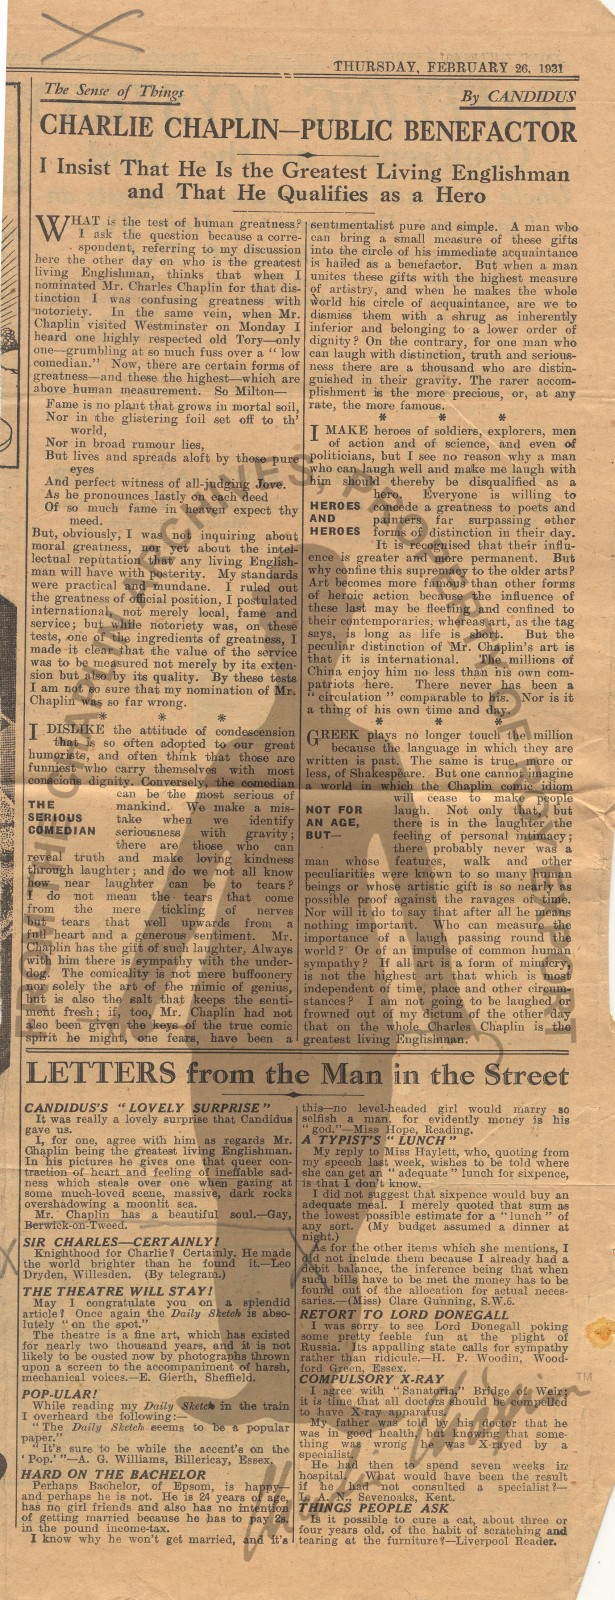 THURSDAY, FEBRUARY 26, 1931
The Sense of Things
By CANDIDUS
CHARLIE CHAPLIN—PUBLIC BENEFACTOR
I Insist That He Is the Greatest Living Englishman
and That He Qualifies as a Hero
WHAT is the test of human greatness?
I ask the question because a corre-
spondent, referring to my discussion
here the other day on who is the greatest
living Englishman, thinks that when I
nominated Mr. Charles Chaplin for that dis-
tinction I was confusing greatness with
notoriety. In the same vein, when Mr.
Chaplin visited Westminster on Monday I
heard one highly respected old Tory—only
one—grumbling at so much fuss over a “ low
comedian.” Now, there are certain forms of
greatness—and these the highest—which are
above human measurement. So Milton—
Fame is no plant that grows in mortal soil,
Nor in the glistering foil set off to th'
world,
Nor in broad rumour lies,
But lives and spreads aloft by those pure
eyes
And perfect witness of all-judging Jove.
As he pronounces lastly on each deed
Of so much fame in heaven expect thy
meed.
But, obviously, I was not inquiring about
moral greatness, nor yet about the intel-
lectual reputation that any living English-
man will have with posterity. My standards
were practical and mundane. I ruled out
the greatness of official position, I postulated
international, not merely local, fame and
service; but while notoriety was, on these
tests, one of the ingredients of greatness, I
made it clear that the value of the service
was to be measured not merely by its exten-
sion but also by its quality. By these tests
I am not so sure that my nomination of Mr.
Chaplin was so far wrong.
* * *
I DISLIKE the attitude of condescension
that is so often adopted to our great
humorists, and often think that those are
funniest who carry themselves with most
conscious dignity. Conversely, the comedian
can be the most serious of
mankind. We make a mis-
take when we identify
seriousness with gravity;
there are those who can
THE
SERIOUS
COMEDIAN
reveal truth and make loving kindness
through laughter; and do we not all know
how near laughter can be to tears?
I do not mean the tears that come
from the mere tickling of nerves
but tears that well upwards from a
full heart and a generous sentiment. Mr.
Chaplin has the gift of such laughter, Always
with him there is sympathy with the under-
dog. The comicality is not mere buffoonery
nor solely the art of the mimic of genius,
but is also the salt that keeps the senti-
ment fresh; if, too, Mr. Chaplin had not
also been given the keys of the true comic
spirit he might, one fears, have been a
sentimentalist pure and simple. A man who
can bring a small measure of these gifts
into the circle of his immediate acquaintance
is hailed as a benefactor. But when a man
unites these gifts with the highest measure
of artistry, and when he makes the whole
world his circle of acquaintance, are we to
dismiss them with a shrug as inherently
inferior and belonging to a lower order of
dignity? On the contrary, for one man who
can laugh with distinction, truth and serious-
ness there are a thousand who are distin-
guished in their gravity. The rarer accom-
plishment is the more precious, or, at any
rate, the more famous.
* * *
I MAKE heroes of soldiers, explorers, men
of action and of science, and even of
politicians, but I see no reason why a man
who can laugh well and make me laugh with
him should thereby be disqualified as a
hero. Everyone is willing to
concede a greatness to poets and
painters far surpassing other
forms of distinction in their day.
It is recognised that their influ-
HEROES
AND
HEROES
ence is greater and more permanent. But
why confine this supremacy to the older arts?
Art becomes more famous than other forms
of heroic action because the influence of
these last may be fleeting and confined to
their contemporaries, whereas art, as the tag
says, is long as life is short. But the
peculiar distinction of Mr. Chaplin's art is
that it is international. The millions of
China enjoy him no less than his own com-
patriots here. There never has been a
“ circulation ” comparable to his. Nor is it
a thing of his own time and day.
* * *
GREEK plays no longer touch the million
because the language in which they are
written is past. The same is true, more or
less, of Shakespeare. But one cannot imagine
a world in which the Chaplin comic idiom
will cease to make people
laugh. Not only that, but
there is in the laughter the
feeling of personal intimacy;
there probably never was a
NOT FOR
AN AGE,
BUT—
man whose features, walk and other
peculiarities were known to so many human
beings or whose artistic gift is so nearly as
possible proof against the ravages of time.
Nor will it do to say that after all he means
nothing important. Who can measure the
importance of a laugh passing round the
world? Or of an impulse of common human
sympathy? If all art is a form of mimicry
is not the highest art that which is most
independent of time, place and other circum-
stances? I am not going to be laughed or
frowned out of my dictum of the other day
that on the whole Charles Chaplin is the
greatest living Englishman.
LETTERS from the Man in the Street
CANDIDUS'S “ LOVELY SURPRISE ”
It was really a lovely surprise that Candidus
gave us.
I, for one, agree with him as regards Mr.
Chaplin being the greatest living Englishman.
In his pictures he gives one that queer con-
traction of heart and feeling of ineffable sad-
ness which steals over one when gazing at
some much-loved scene, massive, dark rocks
overshadowing a moonlit sea.
Mr. Chaplin has a beautiful soul.—Gay,
Berwick-on-Tweed.
SIR CHARLES—CERTAINLY!
Knighthood for Charlie? Certainly. He made
the world brighter than he found it.—Leo
Dryden, Willesden. (By telegram.)
THE THEATRE WILL STAY!
May I congratulate you on a splendid
article? Once again the Daily Sketch is abso-
lutely “ on the spot.”
The theatre is a fine art, which has existed
for nearly two thousand years, and it is not
likely to be ousted now by photographs thrown
upon a screen to the accompaniment of harsh,
mechanical voices.—E. Gierth, Sheffield.
POP-ULAR!
While reading my Daily Sketch in the train
I overheard the following:—
“The Daily Sketch seems to be a popular
paper.”
“It's sure to be while the accent's on the
‘Pop.’”—A. G. Williams, Billericay, Essex.
HARD ON THE BACHELOR
Perhaps Bachelor, of Epsom, is happy—
and perhaps he is not. He is 24 years of age,
has no girl friends and also has no intention
of getting married because he has to pay 2s.
in the pound income-tax.
I know why he won't get married, and it's
this—no level-headed girl would marry so
selfish a man. for evidently money is his
“god.”—Miss Hope, Reading.
A TYPIST'S “ LUNCH ”
My reply to Miss Haylett, who, quoting from
my speech last week, wishes to be told where
she can get an “adequate” lunch for sixpence,
is that I don't know.
I did not suggest that sixpence would buy an
adequate meal. I merely quoted that sum as
the lowest possible estimate for a “lunch” of
any sort. (My budget assumed a dinner at
night.)
As for the other items which she mentions, I
did not include them because I already had a
debit balance, the inference being that when
such bills have to be met the money has to be
found out of the allocation for actual neces-
saries.—(Miss) Clare Gunning, S.W.5.
RETORT TO LORD DONEGALL
I was sorry to see Lord Donegall poking
some pretty feeble fun at the plight of
Russia. Its appalling state calls for sympathy
rather than ridicule.—H. P. Woodin, Wood-
ford Green, Essex.
COMPULSORY X-RAY
I agree with “Sanatoria,” Bridge of Weir;
it is time that all doctors should be compelled
to have X-ray apparatus.
My father was told by his doctor that he
was in good health, but knowing that some-
thing was wrong he was X-rayed by a
specialist.
He had then to spend seven weeks in
hospital. What would have been the result
if he had not consulted a specialist?—
L. A. N., Sevenoaks, Kent.
THINGS PEOPLE ASK
Is it possible to cure a cat, about three or
four years old. of the habit of scratching and
tearing at the furniture?—Liverpool Reader.
FROM THE CHAPLIN ARCHIVES, PROPERTY OF ROY EXPORT
Charlie Chaplin
TM